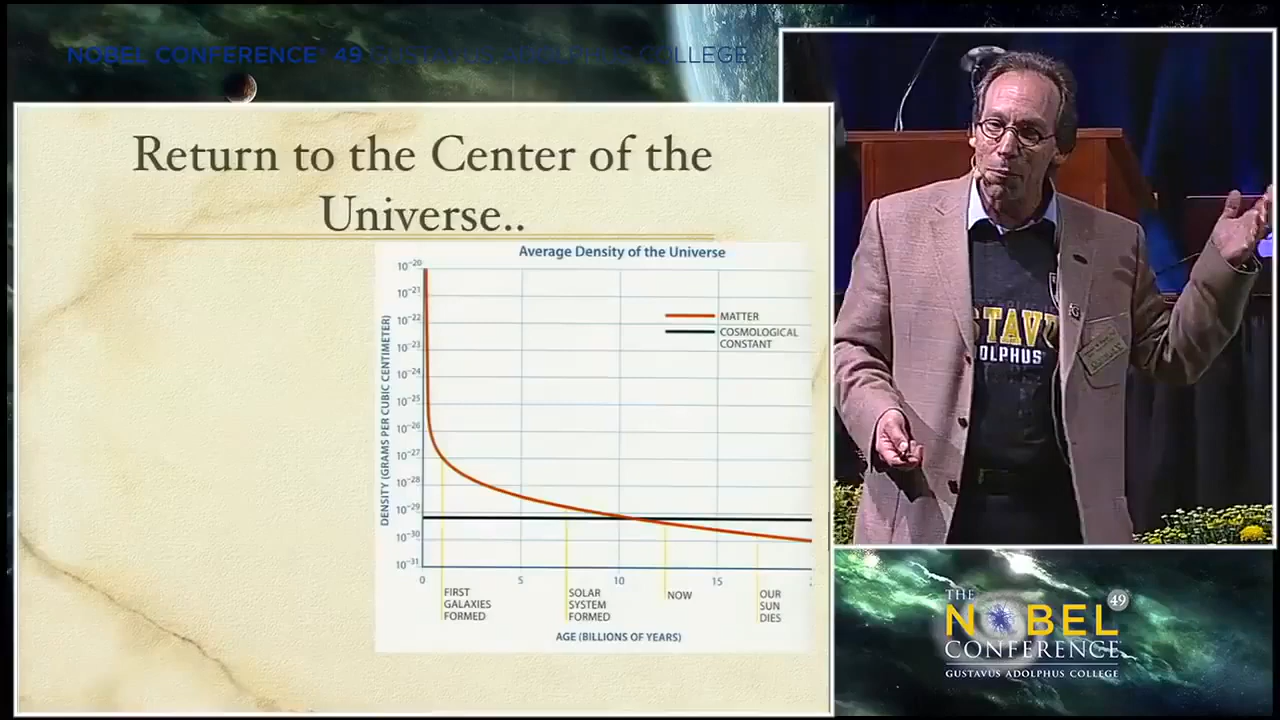 NOBEL CONFERENCE® 49 GUSTAVUS ADOLPHUS COLLEGE
Return to the Center of the
Universe..
Average Density of the Universe
DENSITY (GRAMS PER CUBIC CENTIMETER)
10⁻²⁰
10⁻²¹
10⁻²²
10⁻²³
10⁻²⁴
10⁻²⁵
10⁻²⁶
10⁻²⁷
10⁻²⁸
10⁻²⁹
10⁻³⁰
10⁻³¹
MATTER
COSMOLOGICAL
CONSTANT
0 5 10 15
FIRST
GALAXIES
FORMED
SOLAR
SYSTEM
FORMED
NOW
OUR
SUN
DIES
AGE (BILLIONS OF YEARS)
STAVU
DOLPHUS
THE
NOBEL 49
CONFERENCE
GUSTAVUS ADOLPHUS COLLEGE